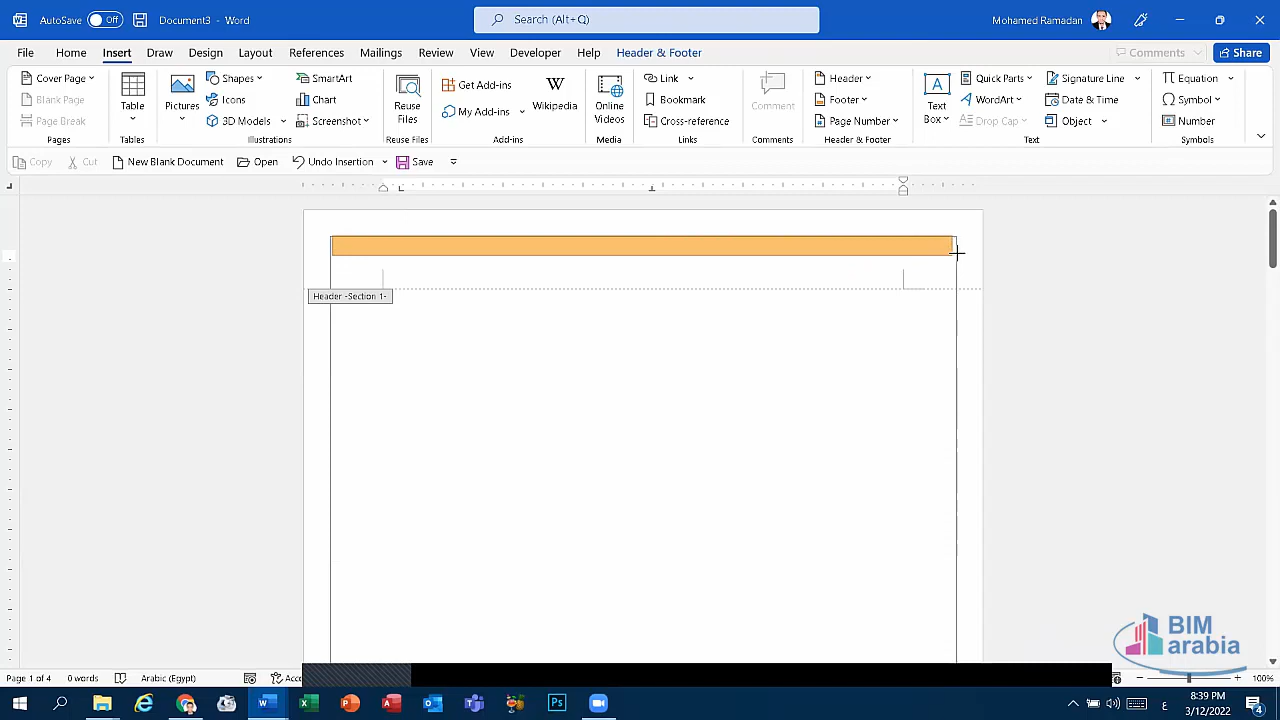 AutoSave Off Document3 - Word Search (Alt+Q) Mohamed Ramadan
File Home Insert Draw Design Layout References Mailings Review View Developer Help Header & Footer Comments Share
Cover Page
Blank Page
Page Break
Pages
Table
Tables
Pictures
Shapes
Icons
3D Models
SmartArt
Chart
Screenshot
Illustrations
Reuse
Files
Reuse Files
Get Add-ins
My Add-ins
Wikipedia
Add-ins
Online
Videos
Media
Link
Bookmark
Cross-reference
Links
Comment
Comments
Header
Footer
Page Number
Header & Footer
Text
Box
Quick Parts
WordArt
Drop Cap
Signature Line
Date & Time
Object
Text
Equation
Symbol
Number
Symbols
Copy Cut New Blank Document Open Undo Insertion Save
Header -Section 1-
BIM
arabia
Page 1 of 4 0 words Arabic (Egypt) 100%
8:39 PM
3/12/2022